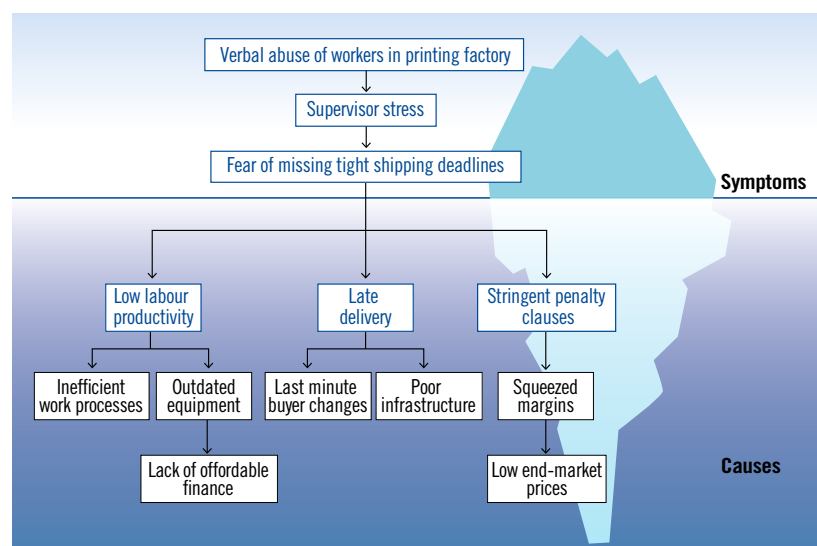 Verbal abuse of workers in printing factory
Supervisor stress
Fear of missing tight shipping deadlines
Symptoms
Low labour
productivity
Late
delivery
Stringent penalty
clauses
Inefficient
work processes
Outdated
equipment
Last minute
buyer changes
Poor
infrastructure
Squeezed
margins
Lack of affordable
finance
Low end-market
prices
Causes